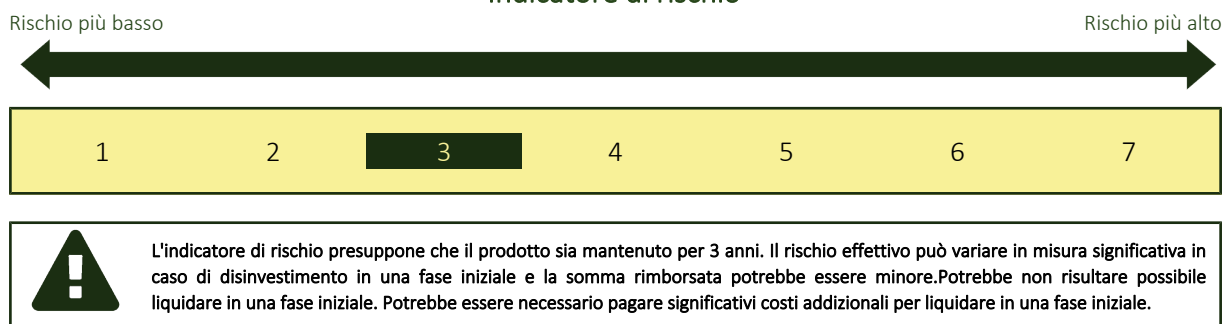 Indicatore di rischio
Rischio più basso
Rischio più alto
1 2 3 4 5 6 7
L'indicatore di rischio presuppone che il prodotto sia mantenuto per 3 anni. Il rischio effettivo può variare in misura significativa in
caso di disinvestimento in una fase iniziale e la somma rimborsata potrebbe essere minore.Potrebbe non risultare possibile
liquidare in una fase iniziale. Potrebbe essere necessario pagare significativi costi addizionali per liquidare in una fase iniziale.